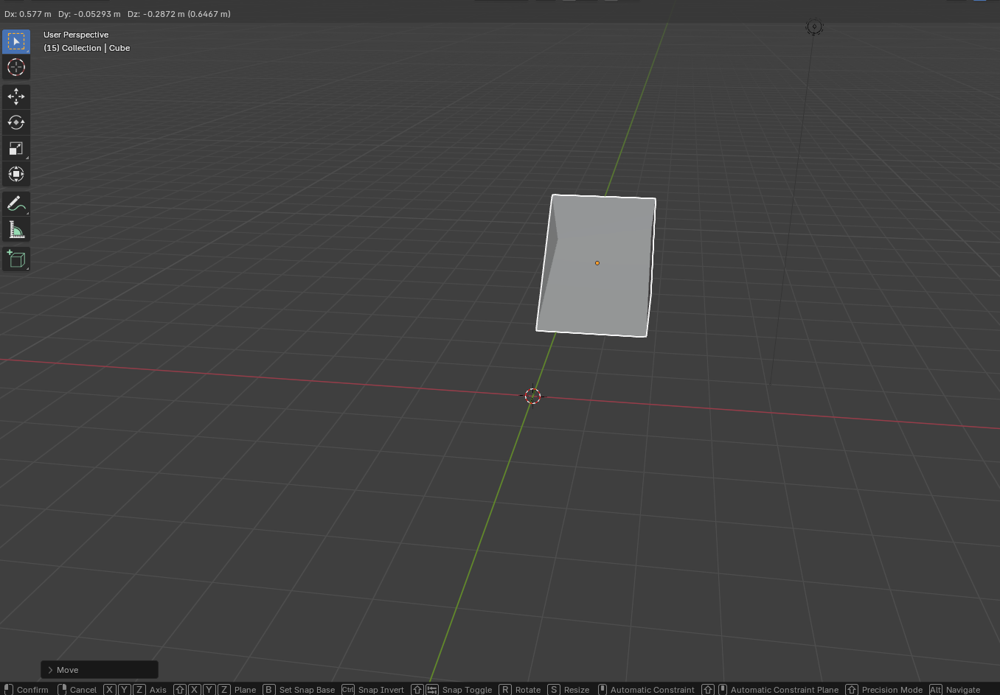 Dx: 0.577 m   Dy: -0.05293 m   Dz: -0.2872 m (0.6467 m)
User Perspective
(15) Collection | Cube
Move
Confirm Cancel X Y Z Axis X Y Z Plane B Set Snap Base Ctrl Snap Invert Snap Toggle R Rotate S Resize Automatic Constraint Automatic Constraint Plane Precision Mode Alt Navigate